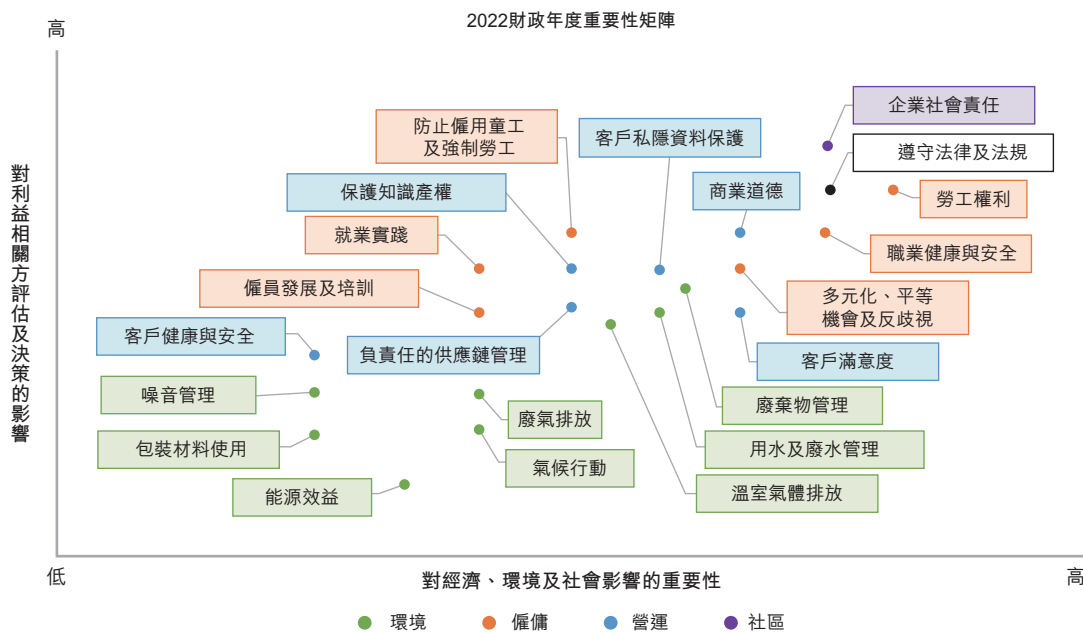 2022財政年度重要性矩陣
高
對利益相關方評估及決策的影響
企業社會責任
防止僱用童工
及強制勞工
客戶私隱資料保護
遵守法律及法規
保護知識產權
商業道德
勞工權利
就業實踐
職業健康與安全
僱員發展及培訓
多元化、平等
機會及反歧視
客戶健康與安全
負責任的供應鏈管理
客戶滿意度
噪音管理
廢氣排放
廢棄物管理
包裝材料使用
氣候行動
用水及廢水管理
能源效益
溫室氣體排放
低
對經濟、環境及社會影響的重要性
高
環境
僱傭
營運
社區